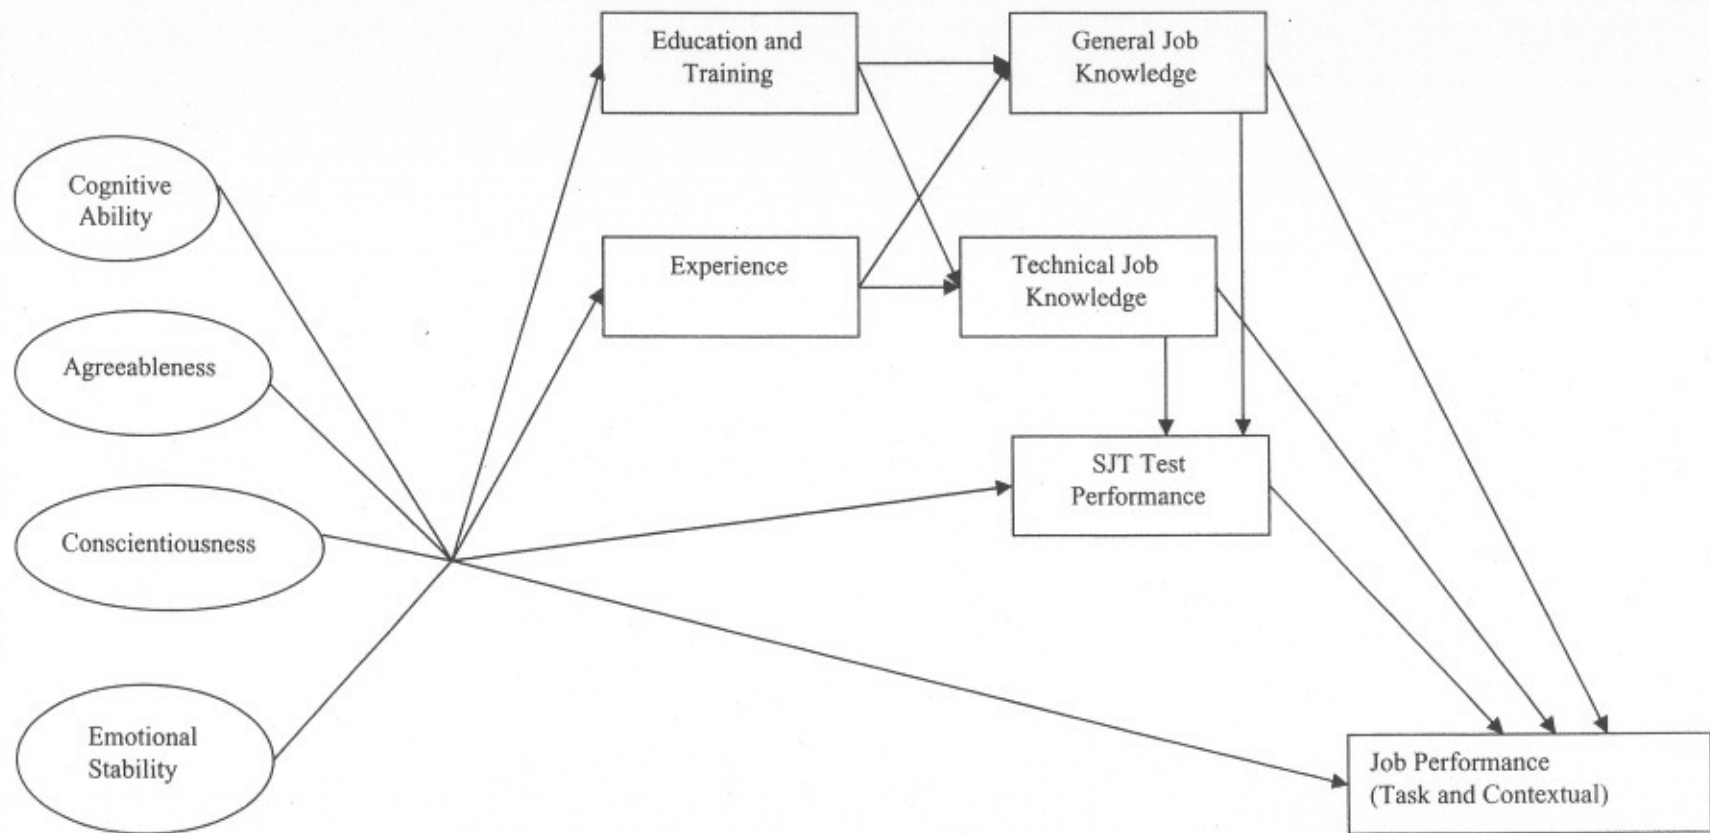 Education and
Training
General Job
Knowledge
Cognitive
Ability
Experience
Technical Job
Knowledge
Agreeableness
SJT Test
Performance
Conscientiousness
Emotional
Stability
Job Performance
(Task and Contextual)